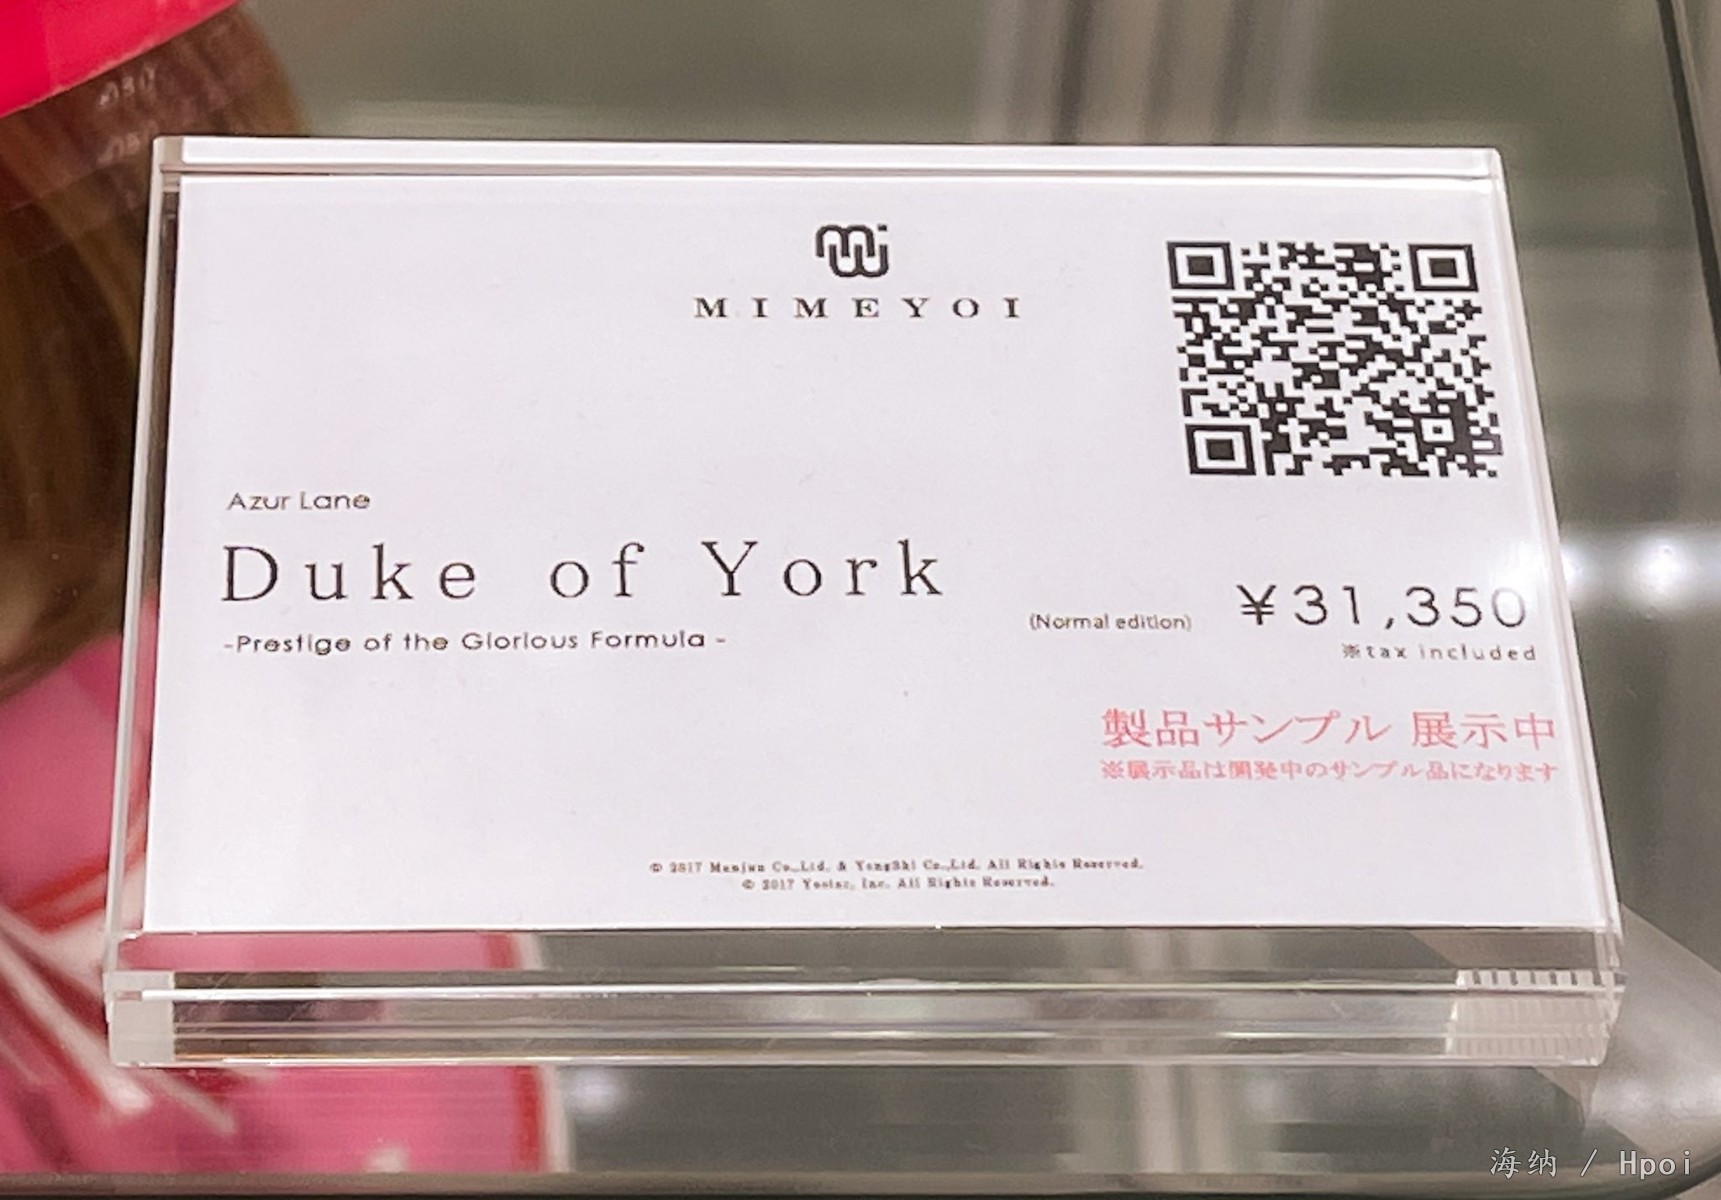 mi
MIMEYOI
Azur Lane
Duke of York
-Prestige of the Glorious Formula -
(Normal edition) ¥31,350
※tax included
製品サンプル 展示中
※展示品は開発中のサンプル品になります
© 2017 Manjuu Co.,Ltd. & YongShi Co.,Ltd. All Rights Reserved.
© 2017 Yostar, Inc. All Rights Reserved.
海纳 / Hpoi